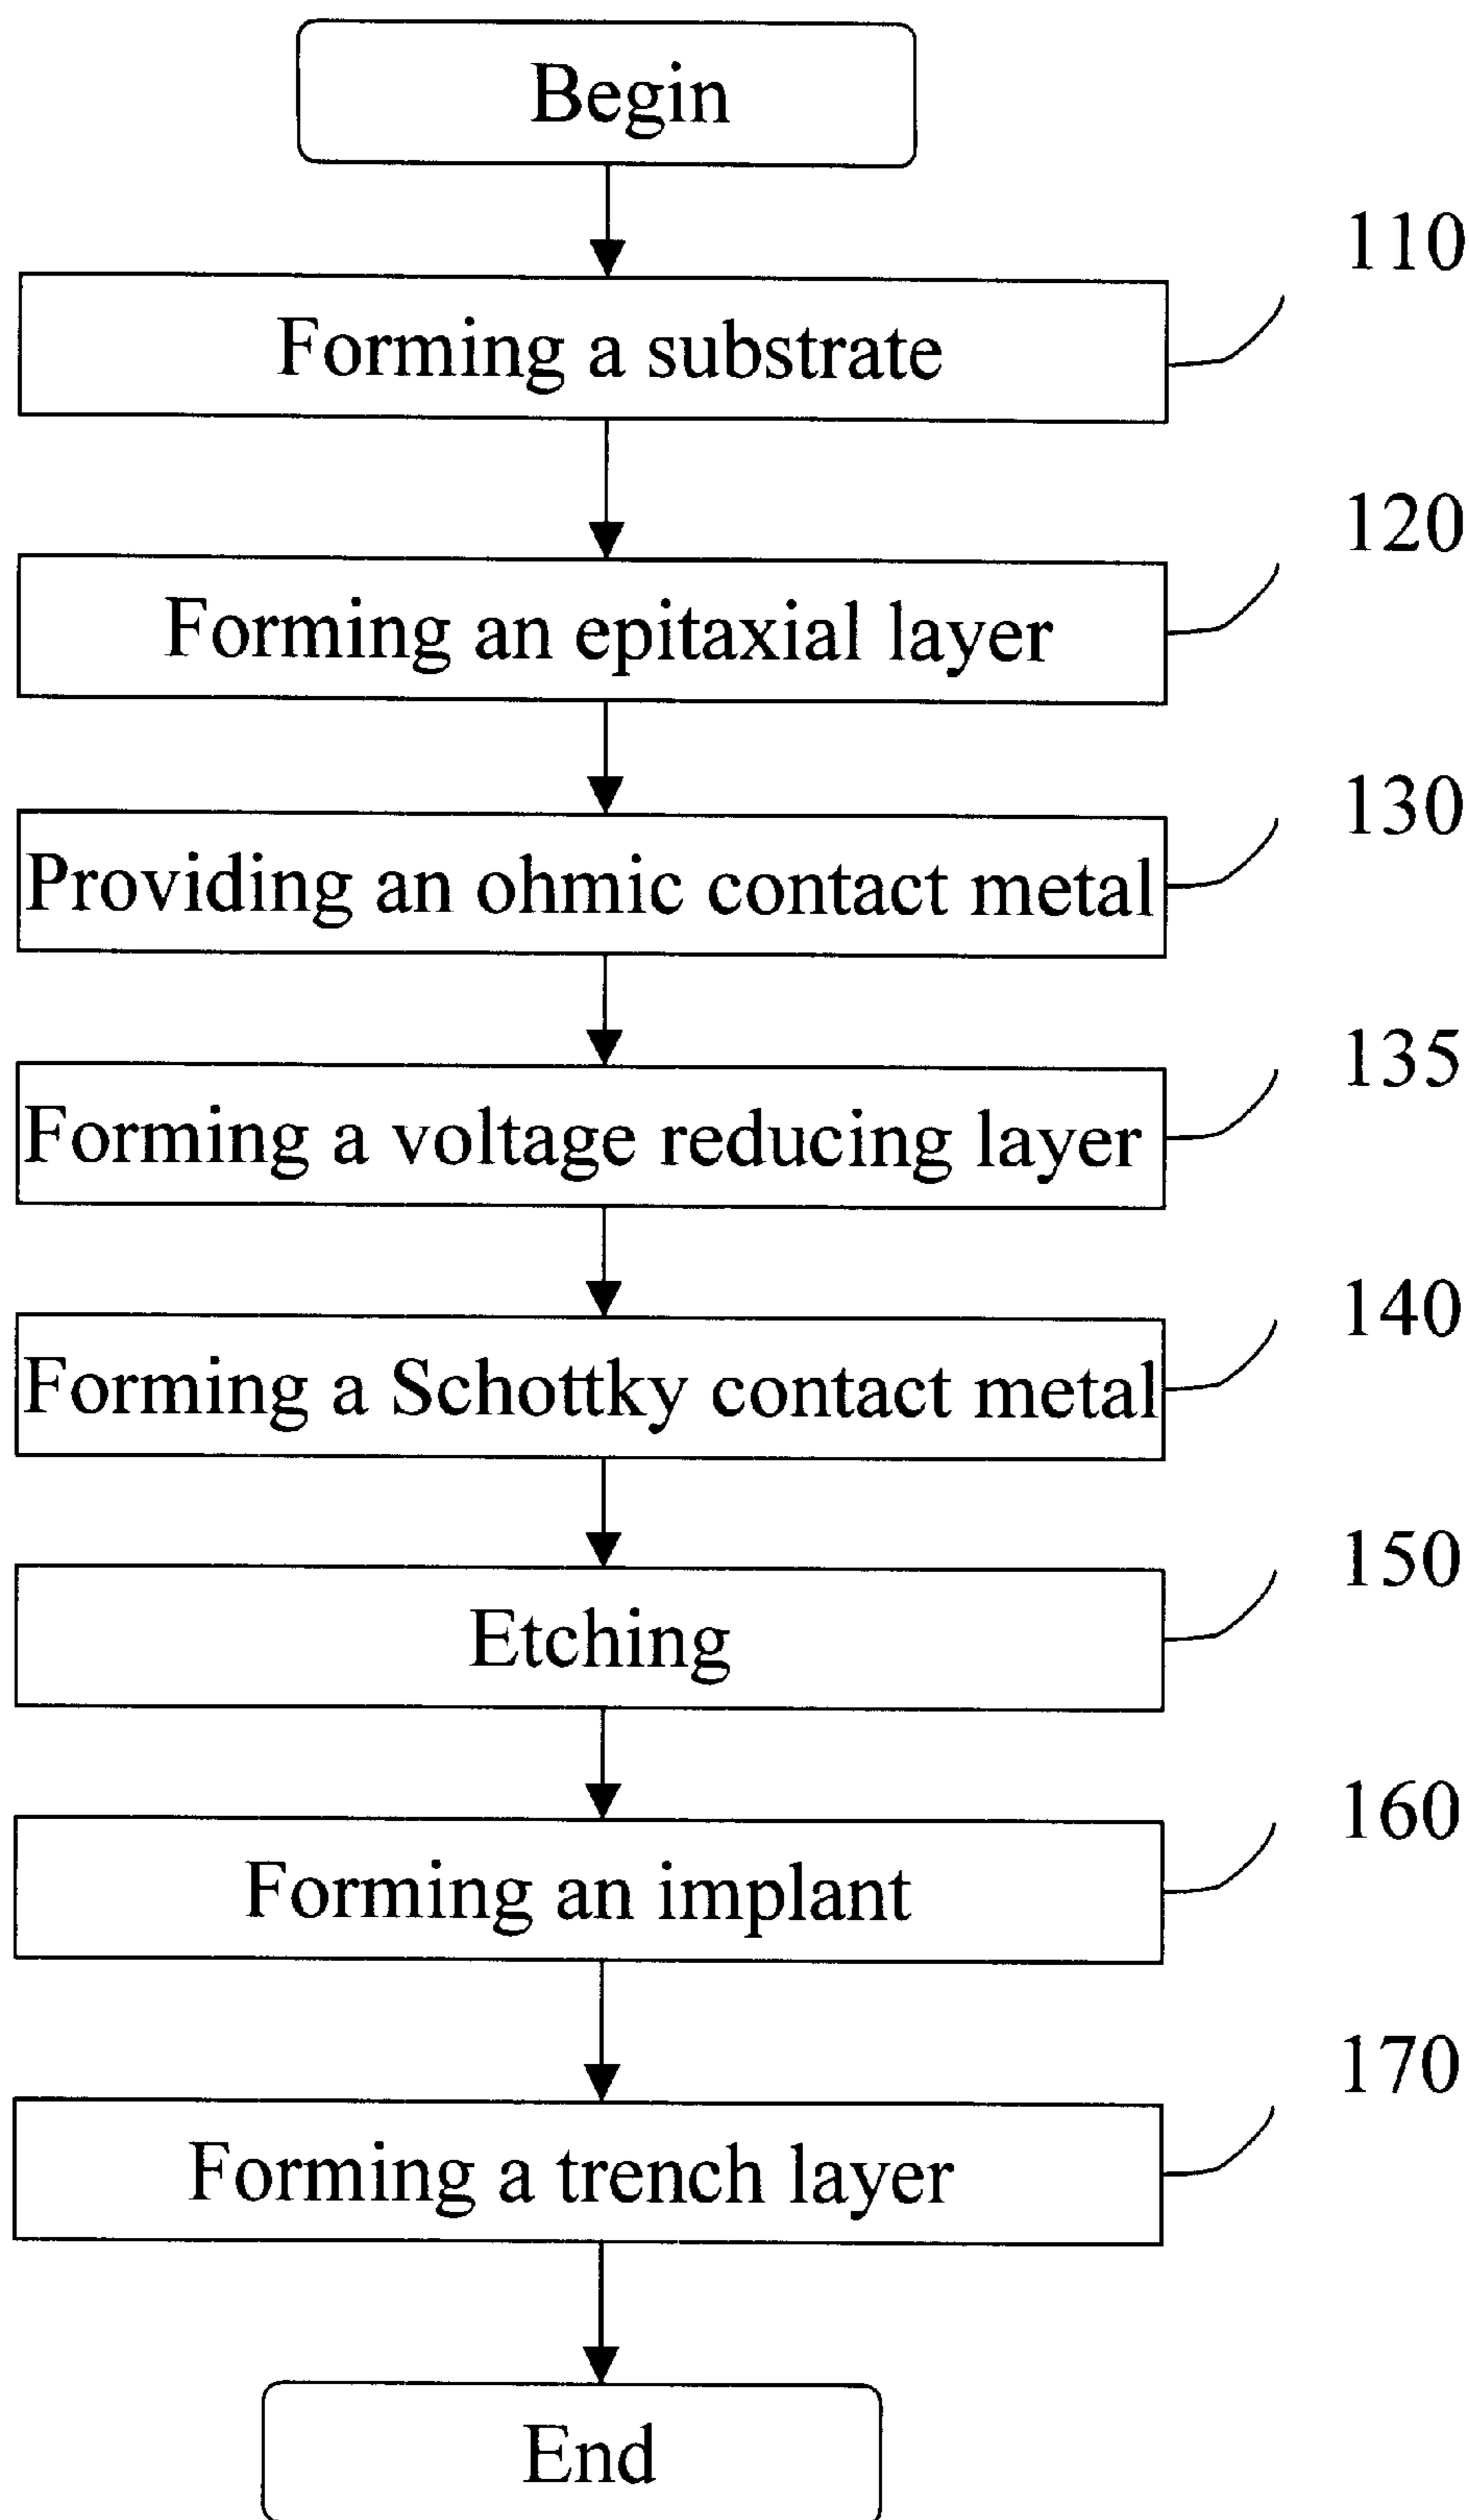 Begin
110
Forming a substrate
120
Forming an epitaxial layer
130
Providing an ohmic contact metal
135
Forming a voltage reducing layer
140
Forming a Schottky contact metal
150
Etching
160
Forming an implant
170
Forming a trench layer
End